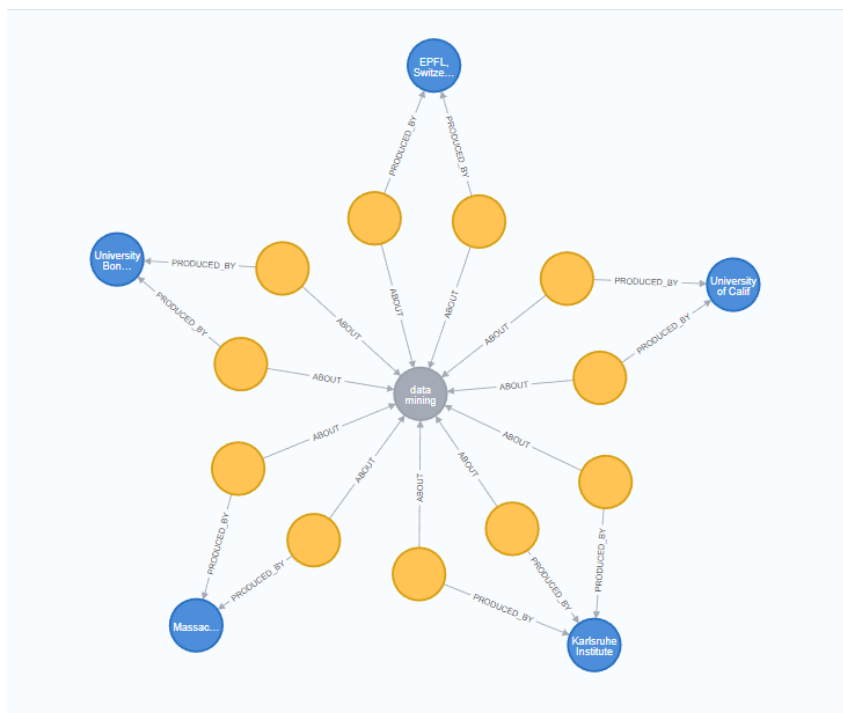 EPFL,
Switze...
PRODUCED_BY
PRODUCED_BY
University
Bon...
PRODUCED_BY
PRODUCED_BY
University
of Calif
PRODUCED_BY
PRODUCED_BY
ABOUT
ABOUT
ABOUT
ABOUT
ABOUT
ABOUT
data
mining
ABOUT
ABOUT
ABOUT
ABOUT
ABOUT
PRODUCED_BY
PRODUCED_BY
PRODUCED_BY
PRODUCED_BY
PRODUCED_BY
Massac...
Karlsruhe
Institute